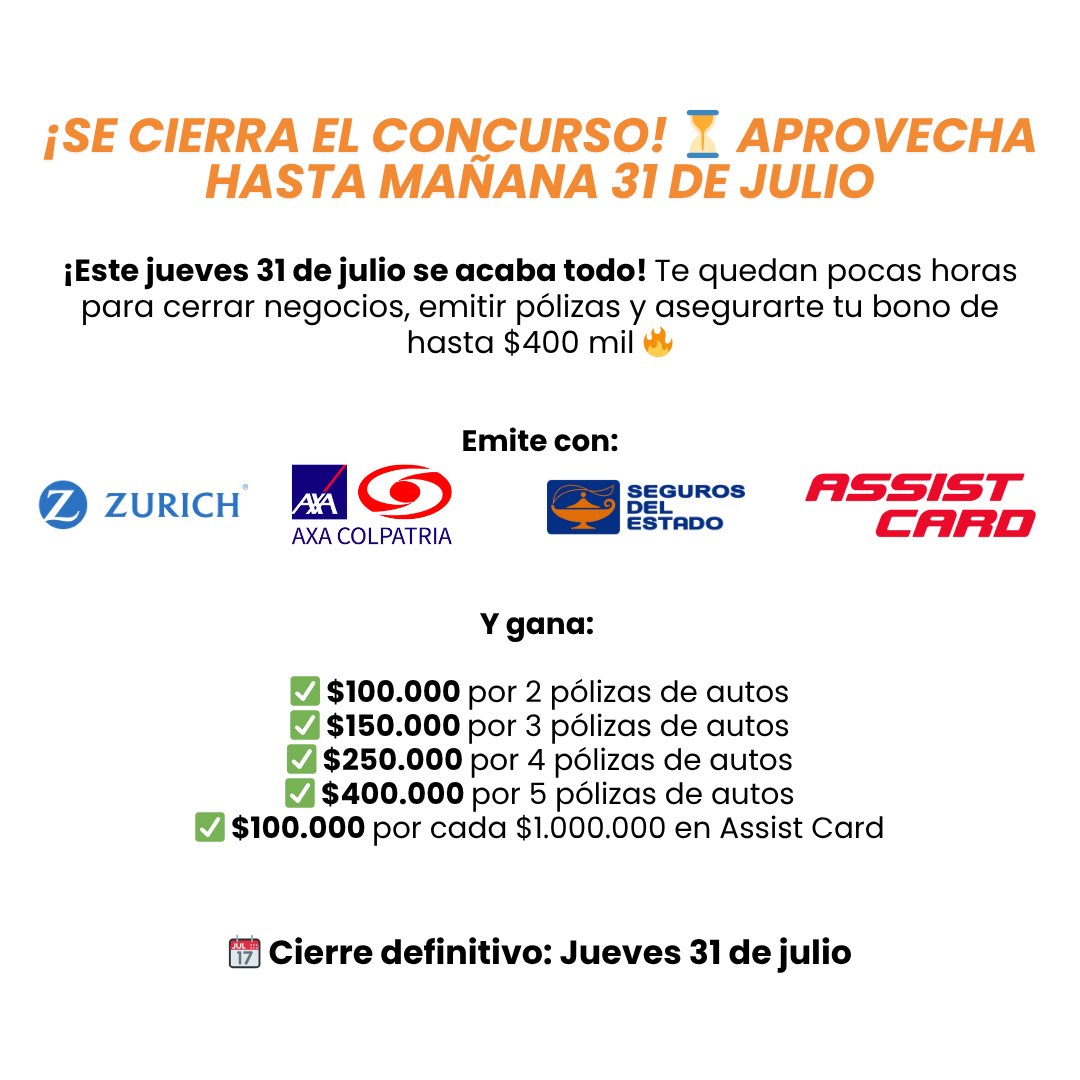 ¡SE CIERRA EL CONCURSO! ⏳ APROVECHA
HASTA MAÑANA 31 DE JULIO
¡Este jueves 31 de julio se acaba todo! Te quedan pocas horas
para cerrar negocios, emitir pólizas y asegurarte tu bono de
hasta $400 mil 🔥
Emite con:
Z ZURICH®
AXA
AXA COLPATRIA
SEGUROS
DEL
ESTADO
ASSIST
CARD
Y gana:
✅ $100.000 por 2 pólizas de autos
✅ $150.000 por 3 pólizas de autos
✅ $250.000 por 4 pólizas de autos
✅ $400.000 por 5 pólizas de autos
✅ $100.000 por cada $1.000.000 en Assist Card
📅 Cierre definitivo: Jueves 31 de julio